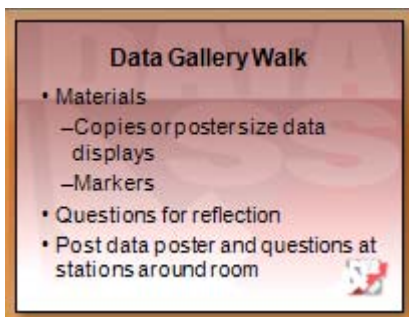 Data Gallery Walk
• Materials
–Copies or poster size data
displays
–Markers
• Questions for reflection
• Post data poster and questions at
stations around room